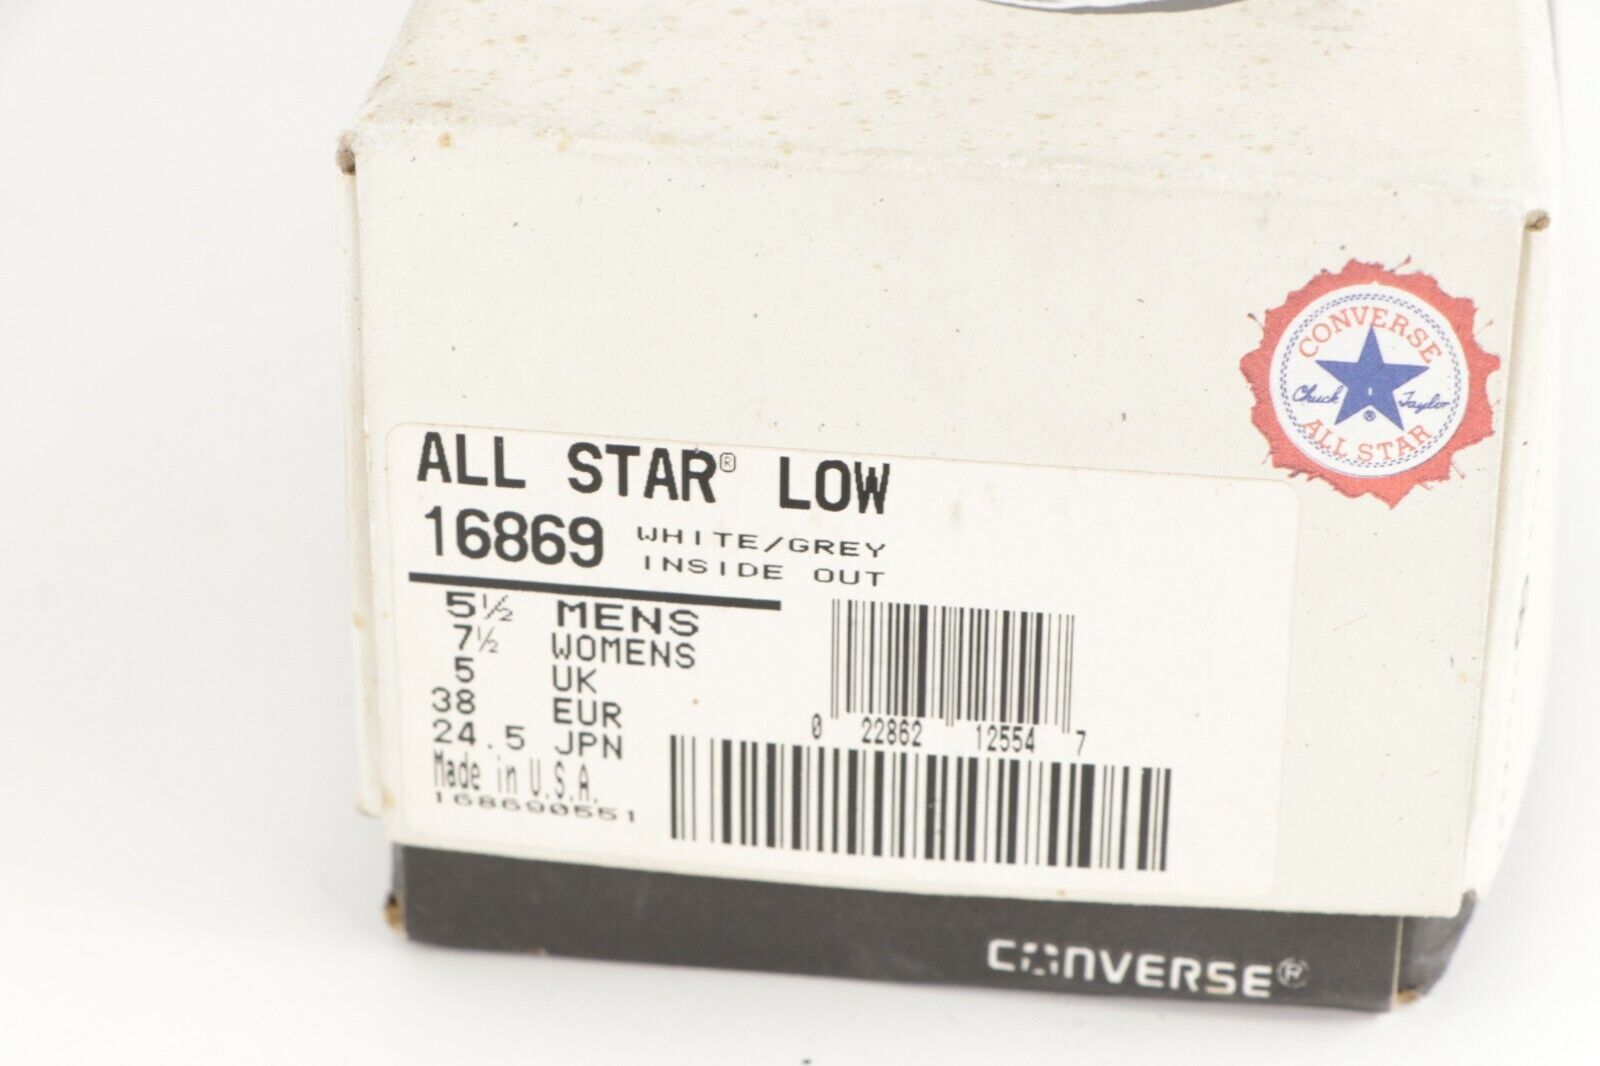 CONVERSE
Chuck Taylor
®
ALL STAR
ALL STAR® LOW
16869 WHITE/GREY
INSIDE OUT
5½ MENS
7½ WOMENS
5 UK
38 EUR
24.5 JPN
Made in U.S.A.
168690551
0 22862 12554 7
CONVERSE®